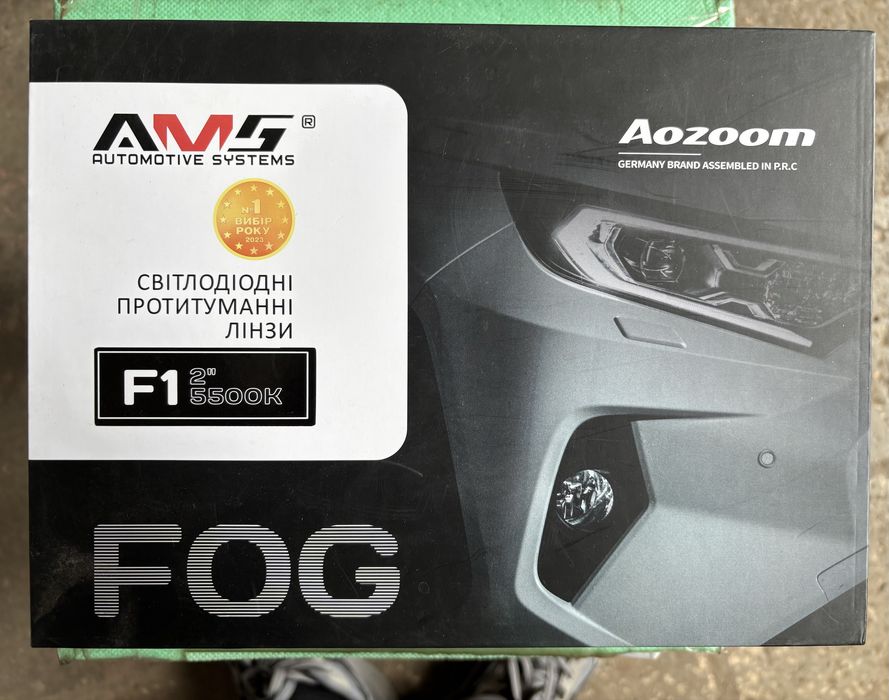 AMS ®
AUTOMOTIVE SYSTEMS
№1
ВИБІР
РОКУ
2023
СВІТЛОДІОДНІ
ПРОТИТУМАННІ
ЛІНЗИ
F1 2"
5500K
Aozoom
GERMANY BRAND ASSEMBLED IN P.R.C
FOG